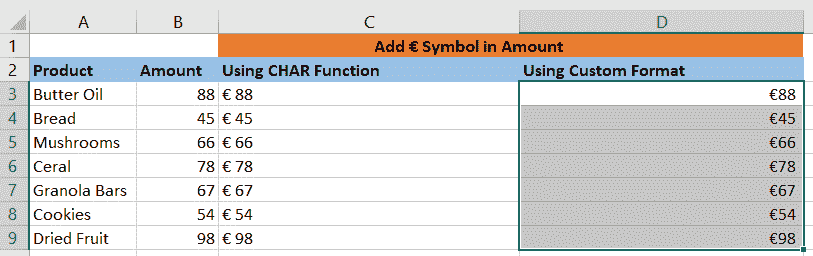 A B C D
1 Add € Symbol in Amount
2 Product Amount Using CHAR Function Using Custom Format
3 Butter Oil 88 € 88 €88
4 Bread 45 € 45 €45
5 Mushrooms 66 € 66 €66
6 Ceral 78 € 78 €78
7 Granola Bars 67 € 67 €67
8 Cookies 54 € 54 €54
9 Dried Fruit 98 € 98 €98